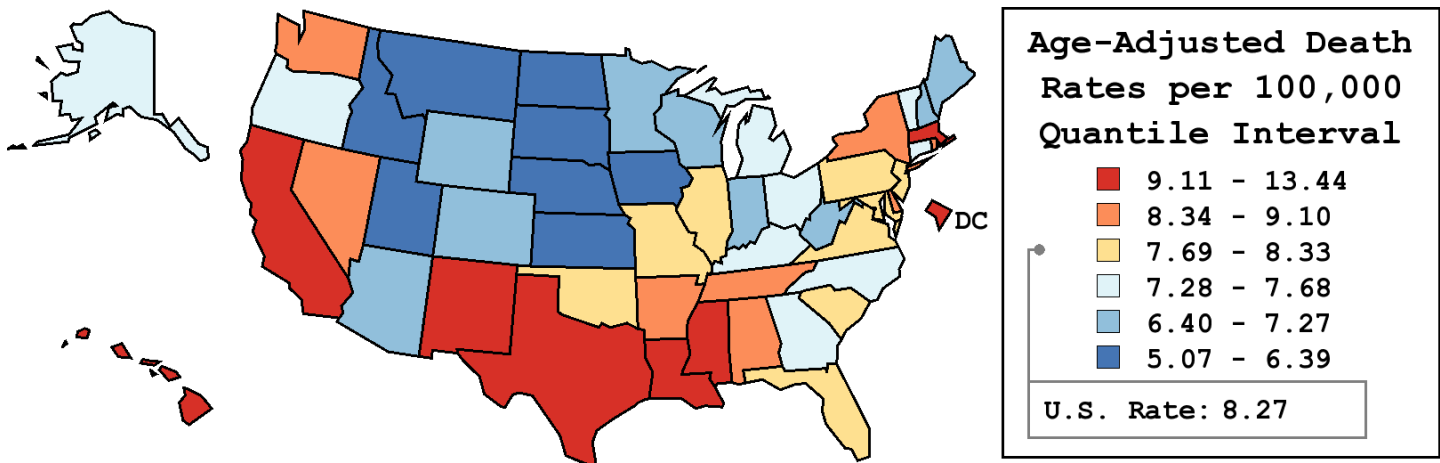 DC
Age-Adjusted Death
Rates per 100,000
Quantile Interval
9.11 - 13.44
8.34 - 9.10
7.69 - 8.33
7.28 - 7.68
6.40 - 7.27
5.07 - 6.39
U.S. Rate: 8.27